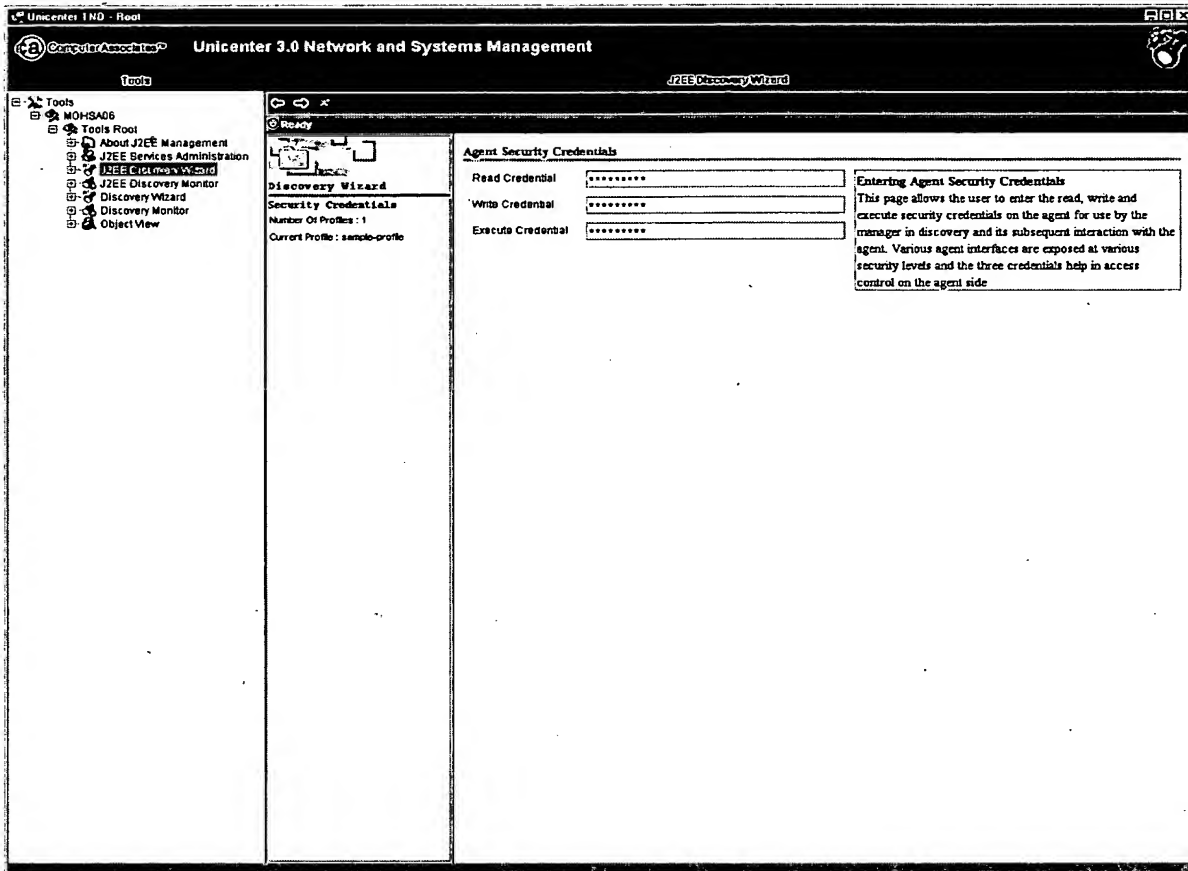 Unicenter TND - Root
ca Computer Associates™ Unicenter 3.0 Network and Systems Management
Tools
J2EE Discovery Wizard
Tools
MOHSA06
Tools Root
About J2EE Management
J2EE Services Administration
J2EE Discovery Wizard
J2EE Discovery Monitor
Discovery Wizard
Discovery Monitor
Object View
Ready
Discovery Wizard
Security Credentials
Number Of Profiles : 1
Current Profile : sample-profile
Agent Security Credentials
Read Credential *********
Write Credential *********
Execute Credential *********
Entering Agent Security Credentials
This page allows the user to enter the read, write and
execute security credentials on the agent for use by the
manager in discovery and its subsequent interaction with the
agent. Various agent interfaces are exposed at various
security levels and the three credentials help in access
control on the agent side